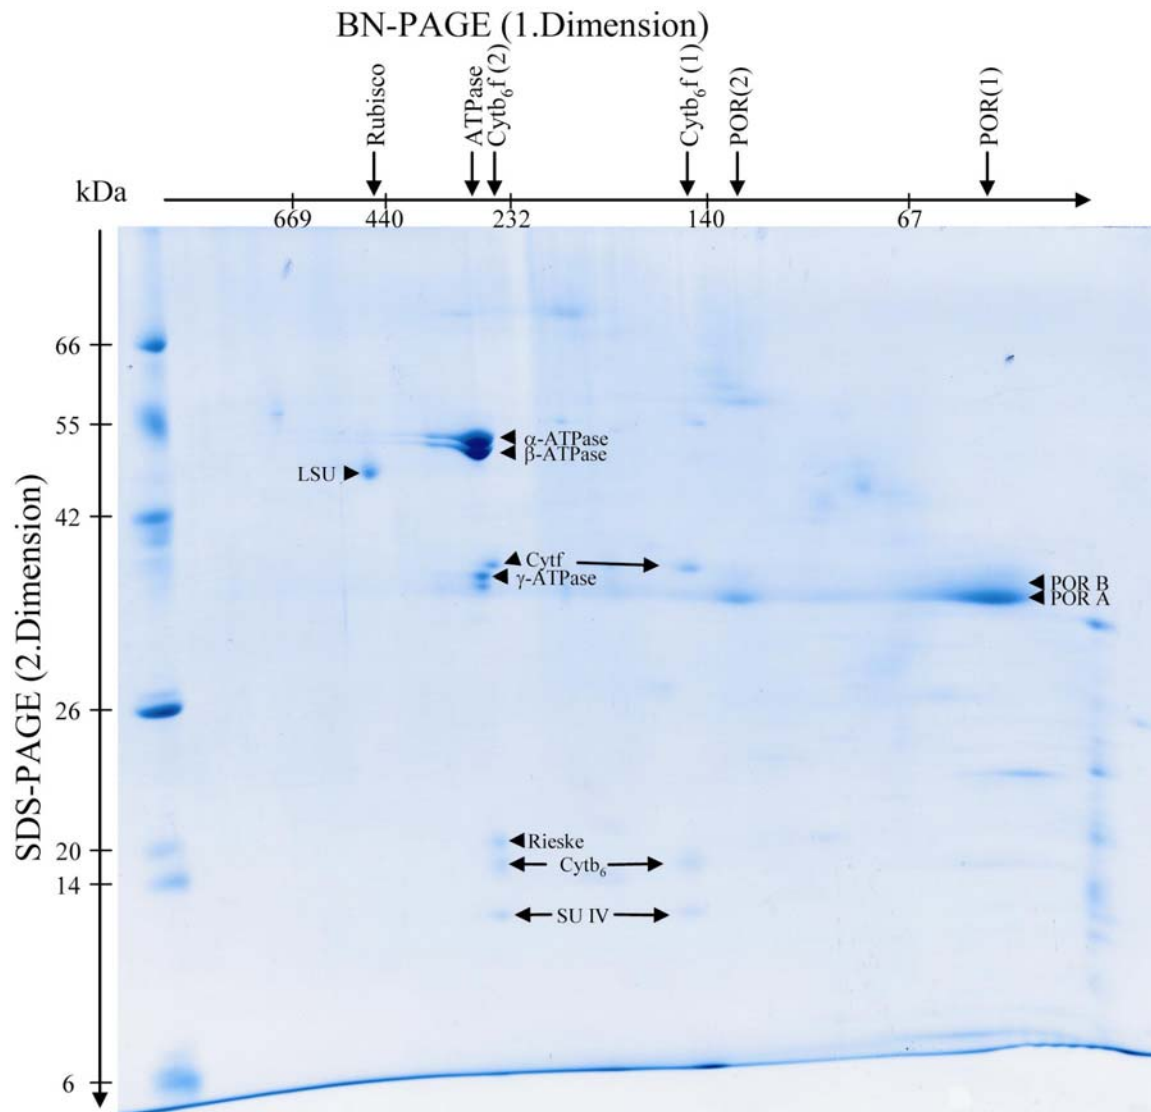 BN-PAGE (1.Dimension)
Rubisco
ATPase
Cytb₆f (2)
Cytb₆f (1)
POR(2)
POR(1)
kDa
669 440 232 140 67
SDS-PAGE (2.Dimension)
66
55
α-ATPase
β-ATPase
LSU
42
Cytf
γ-ATPase
POR B
POR A
26
Rieske
20
Cytb₆
14
SU IV
6